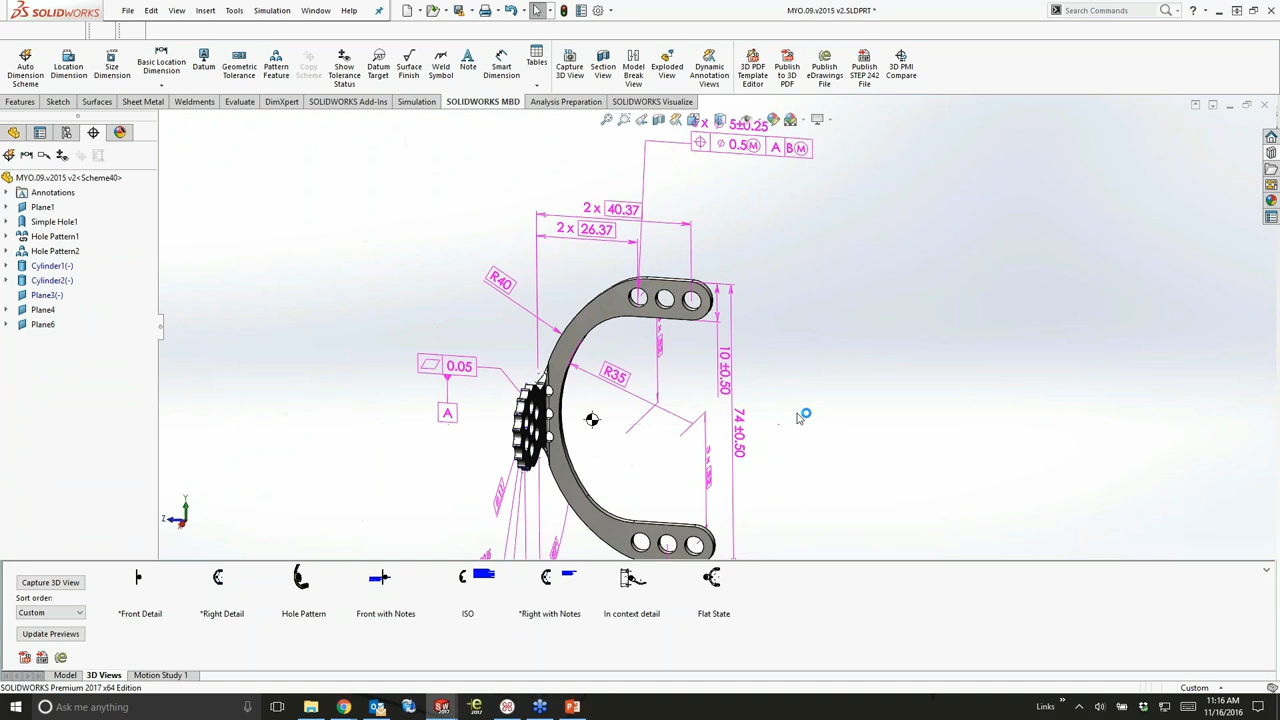 SOLIDWORKS
File Edit View Insert Tools Simulation Window Help
MYO.09.v2015 v2.SLDPRT *
Search Commands
Auto Dimension Scheme
Location Dimension
Size Dimension
Basic Location Dimension
Datum
Geometric Tolerance
Pattern Feature
Copy Scheme
Show Tolerance Status
Datum Target
Surface Finish
Weld Symbol
Note
Smart Dimension
Tables
Capture 3D View
Section View
Model Break View
Exploded View
Dynamic Annotation Views
3D PDF Template Editor
Publish to 3D PDF
Publish eDrawings File
Publish STEP 242 File
3D PMI Compare
Features Sketch Surfaces Sheet Metal Weldments Evaluate DimXpert SOLIDWORKS Add-Ins Simulation SOLIDWORKS MBD Analysis Preparation SOLIDWORKS Visualize
MYO.09.v2015 v2<Scheme40>
Annotations
Plane1
Simple Hole1
Hole Pattern1
Hole Pattern2
Cylinder1(-)
Cylinder2(-)
Plane3(-)
Plane4
Plane6
x 5±0.25
⌀ 0.5Ⓜ A BⓂ
2 x 40.37
2 x 26.37
R40
R35
0.05
A
10 ±0.50
74 ±0.50
Z
Y
Capture 3D View
Sort order:
Custom
Update Previews
*Front Detail
*Right Detail
Hole Pattern
Front with Notes
ISO
*Right with Notes
In context detail
Flat State
Model 3D Views Motion Study 1
SOLIDWORKS Premium 2017 x64 Edition
Custom
Ask me anything
Links
11:16 AM
11/16/2016